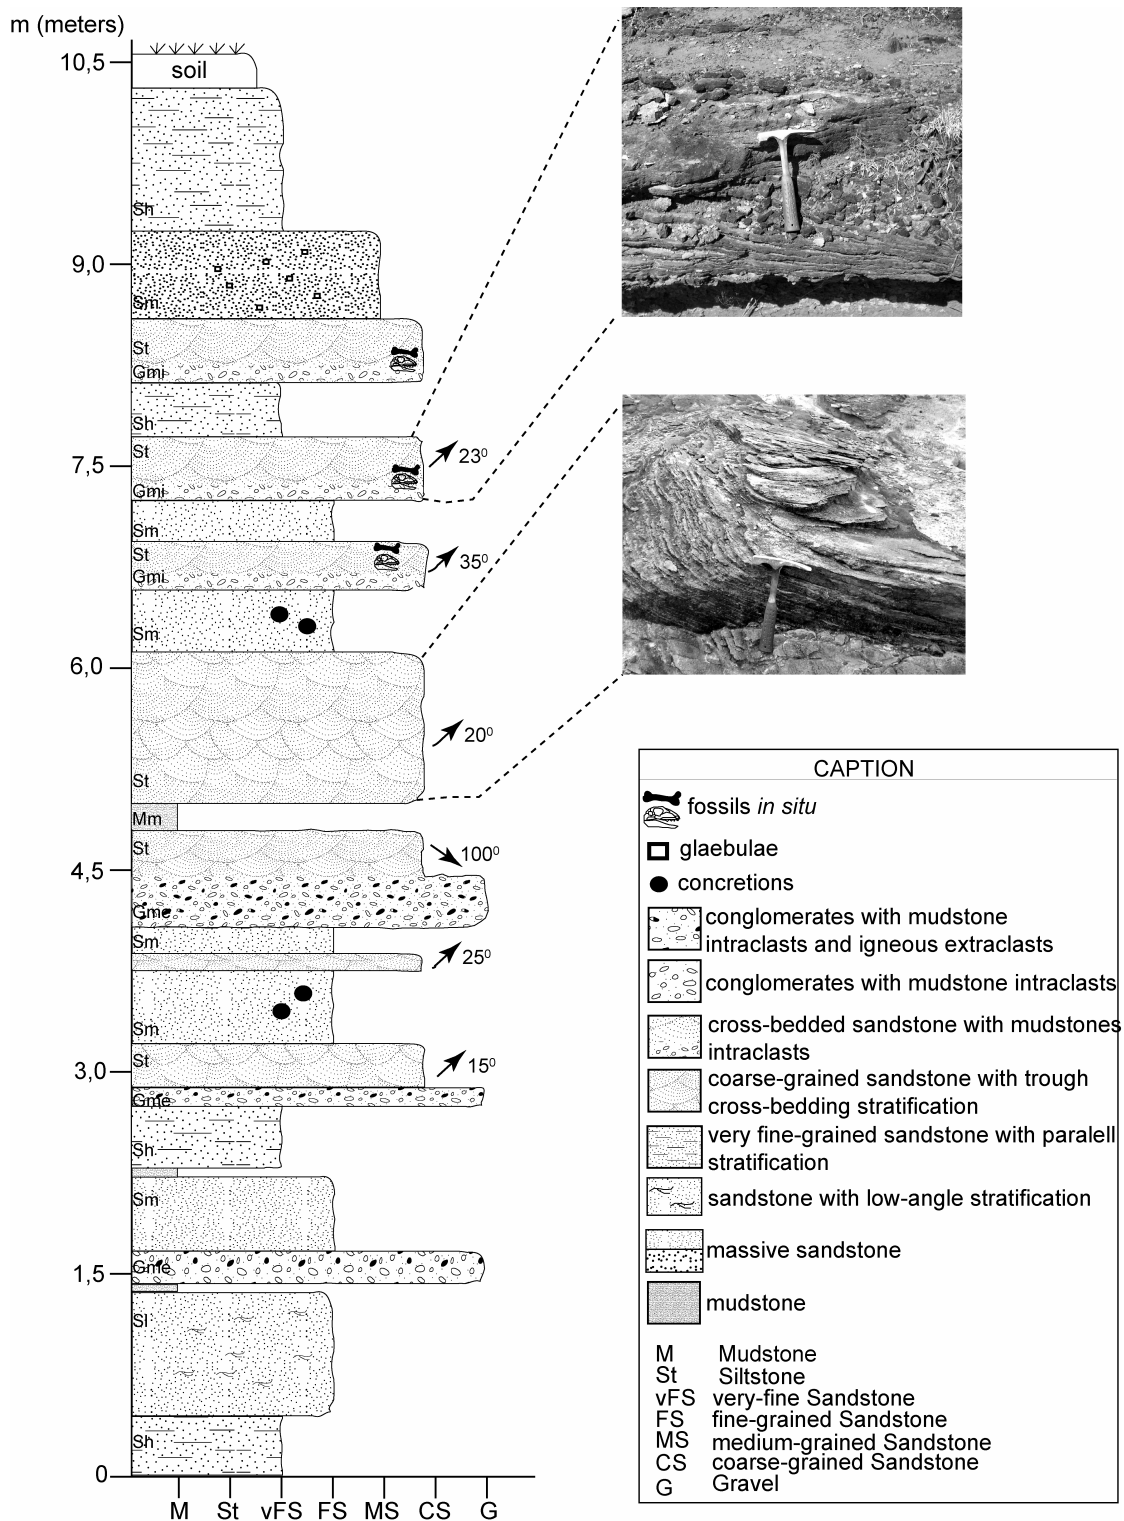 m (meters)
10,5
soil
Sh
9,0
Sm
St
Gmi
Sh
St
23⁰
7,5
Gmi
Sm
St
35⁰
Gmi
Sm
6,0
20⁰
St
Mm
St
100⁰
4,5
Gme
Sm
25⁰
Sm
St
15⁰
3,0
Gme
Sh
Sm
Gme
1,5
Sl
Sh
0
M St vFS FS MS CS G
CAPTION
fossils in situ
glaebulae
concretions
conglomerates with mudstone
intraclasts and igneous extraclasts
conglomerates with mudstone intraclasts
cross-bedded sandstone with mudstones
intraclasts
coarse-grained sandstone with trough
cross-bedding stratification
very fine-grained sandstone with paralell
stratification
sandstone with low-angle stratification
massive sandstone
mudstone
M Mudstone
St Siltstone
vFS very-fine Sandstone
FS fine-grained Sandstone
MS medium-grained Sandstone
CS coarse-grained Sandstone
G Gravel